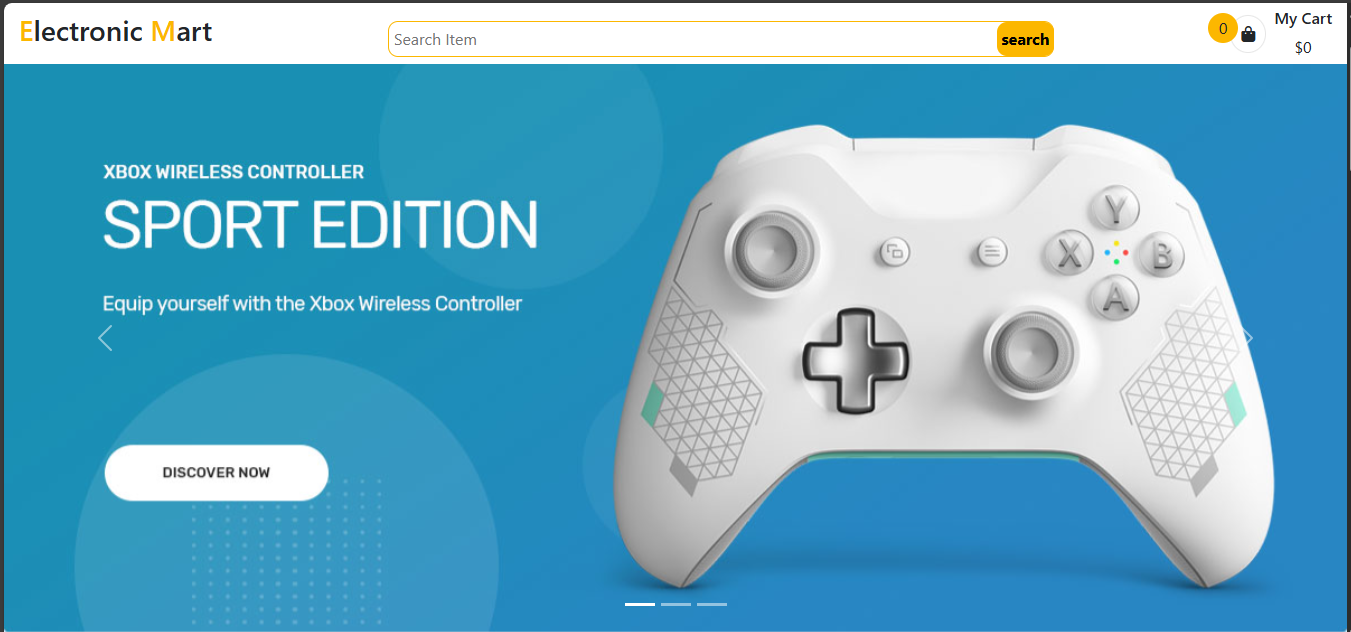 Electronic Mart
Search Item
search
0
My Cart
$0
XBOX WIRELESS CONTROLLER
SPORT EDITION
Equip yourself with the Xbox Wireless Controller
DISCOVER NOW
Y
X
B
A